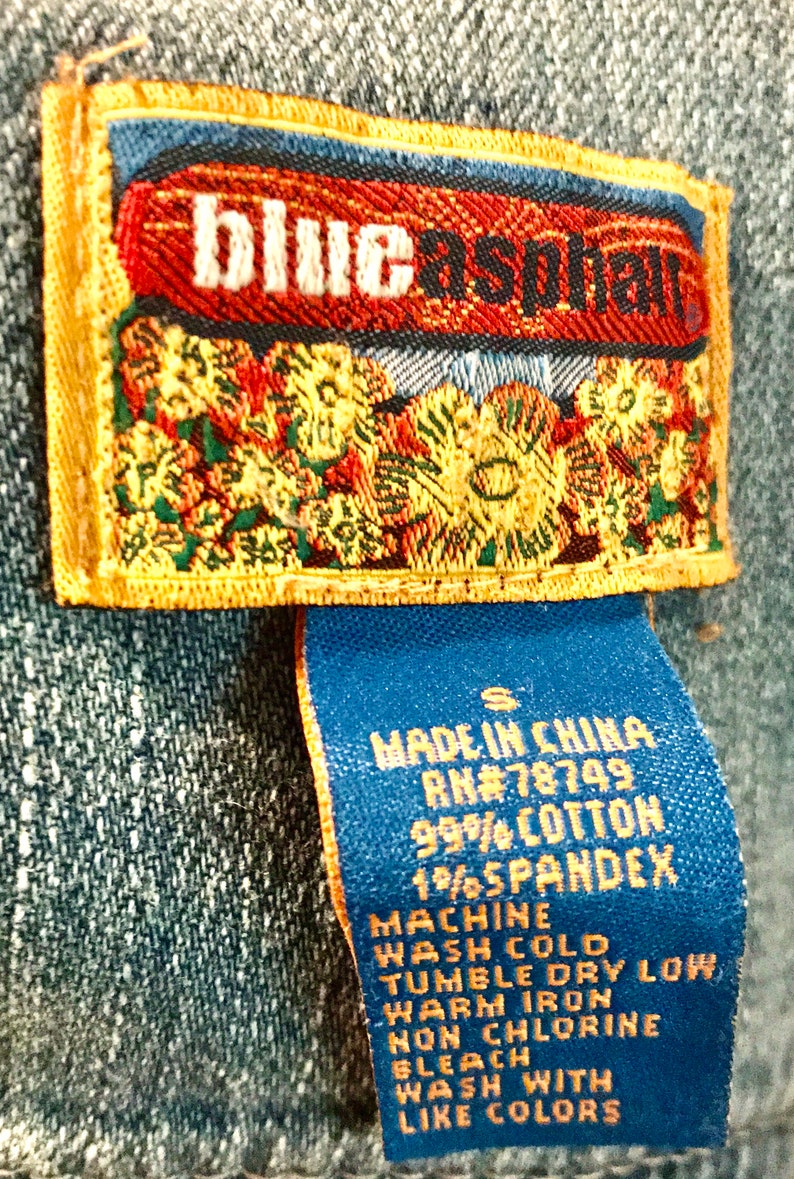 blueasphalt
S
MADE IN CHINA
RN#78749
99% COTTON
1% SPANDEX
MACHINE
WASH COLD
TUMBLE DRY LOW
WARM IRON
NON CHLORINE
BLEACH
WASH WITH
LIKE COLORS